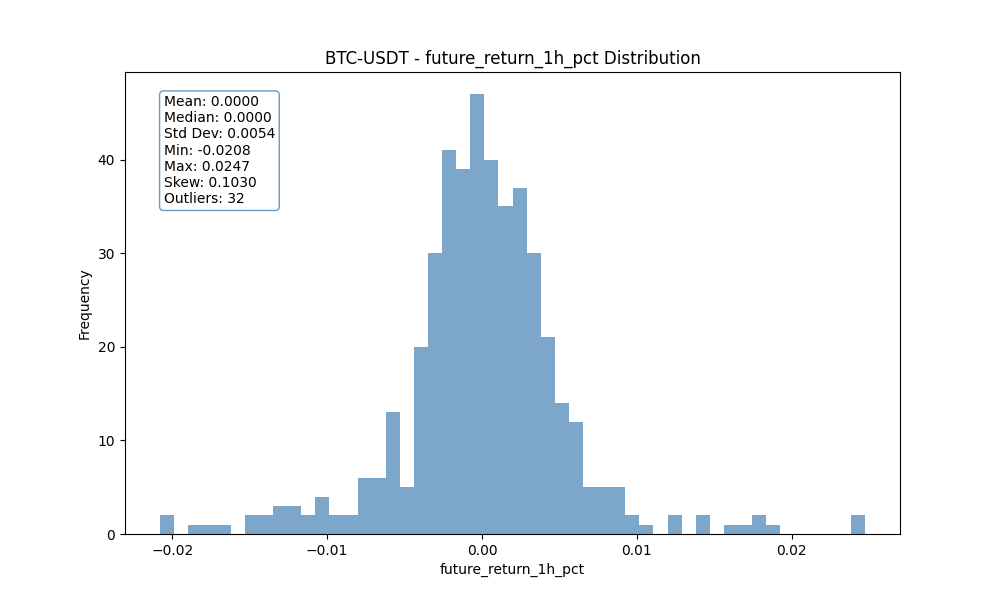 BTC-USDT - future_return_1h_pct Distribution
Mean: 0.0000
Median: 0.0000
Std Dev: 0.0054
Min: -0.0208
Max: 0.0247
Skew: 0.1030
Outliers: 32
Frequency
40
30
20
10
0
−0.02
−0.01
0.00
0.01
0.02
future_return_1h_pct